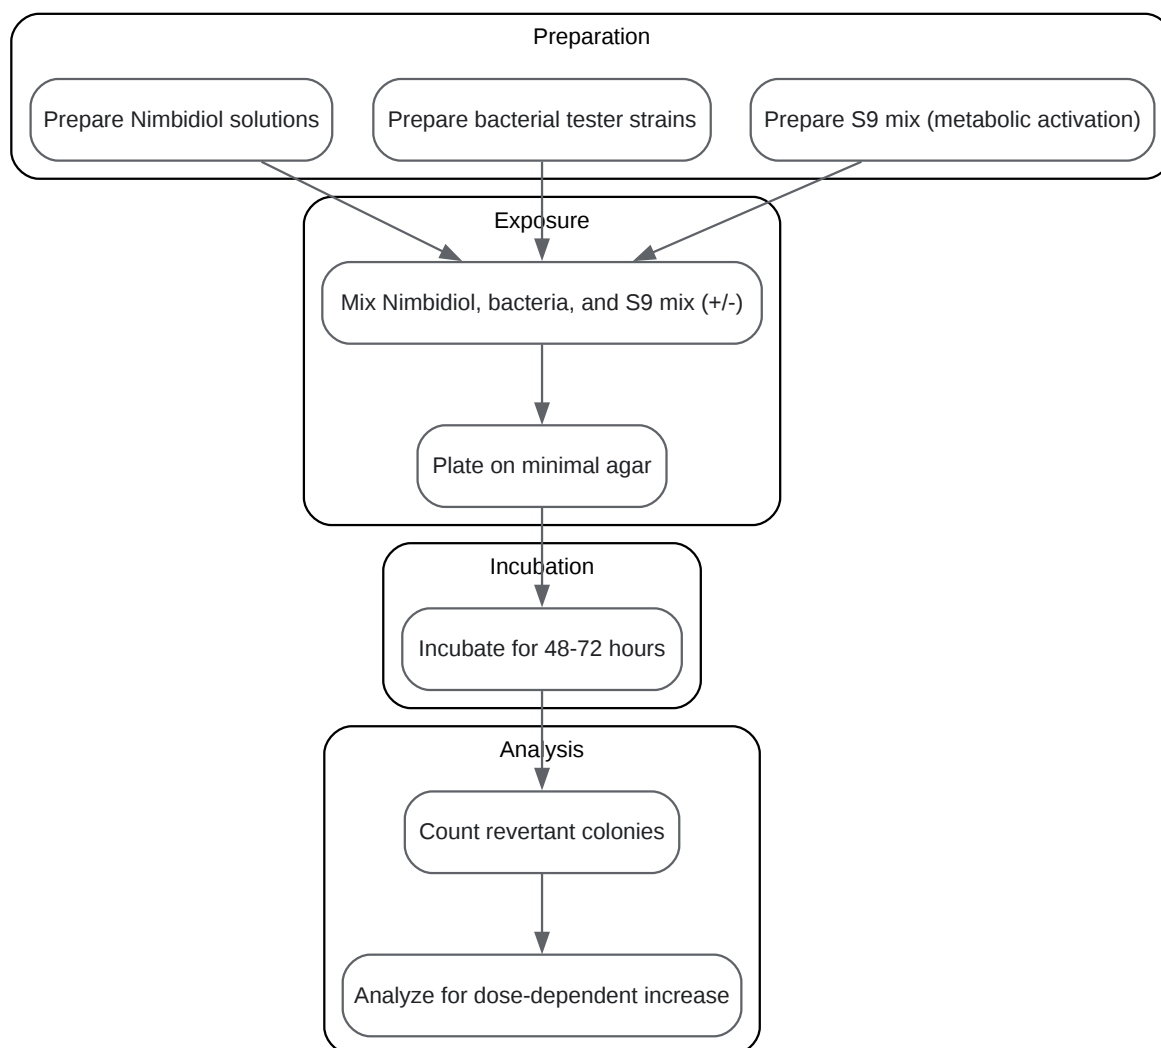 Preparation
Prepare Nimbidiol solutions
Prepare bacterial tester strains
Prepare S9 mix (metabolic activation)
Exposure
Mix Nimbidiol, bacteria, and S9 mix (+/-)
Plate on minimal agar
Incubation
Incubate for 48-72 hours
Analysis
Count revertant colonies
Analyze for dose-dependent increase